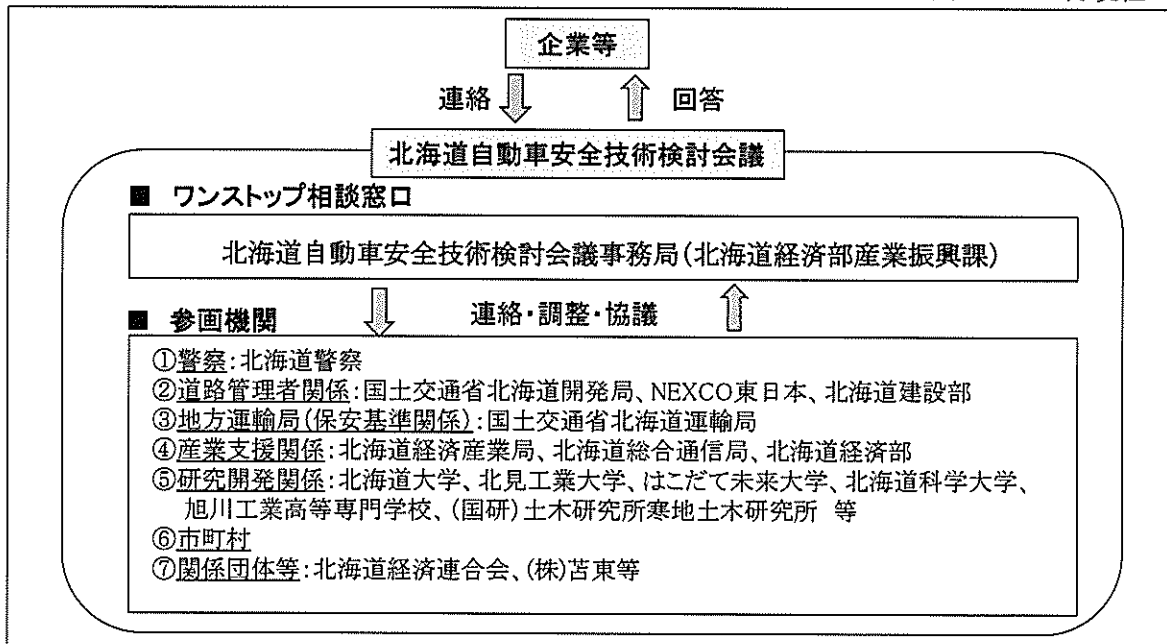 企業等
連絡 回答
北海道自動車安全技術検討会議
■ ワンストップ相談窓口
北海道自動車安全技術検討会議事務局(北海道経済部産業振興課)
■ 参画機関
連絡・調整・協議
①警察:北海道警察
②道路管理者関係:国土交通省北海道開発局、NEXCO東日本、北海道建設部
③地方運輸局(保安基準関係):国土交通省北海道運輸局
④産業支援関係:北海道経済産業局、北海道総合通信局、北海道経済部
⑤研究開発関係:北海道大学、北見工業大学、はこだて未来大学、北海道科学大学、
旭川工業高等専門学校、(国研)土木研究所寒地土木研究所 等
⑥市町村
⑦関係団体等:北海道経済連合会、(株)苫東等